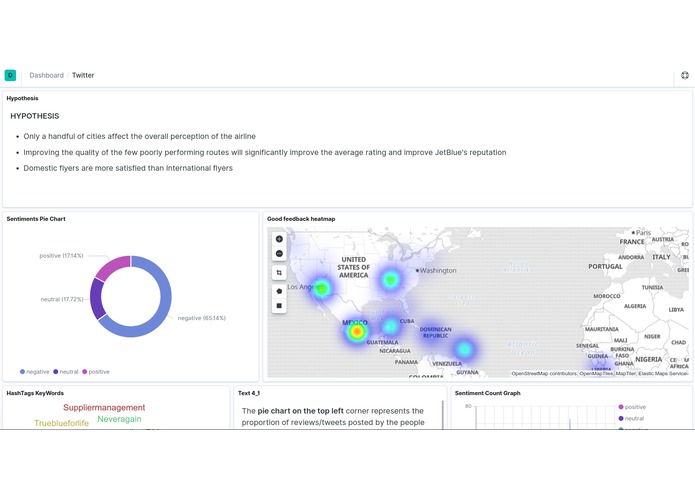 D Dashboard / Twitter
Hypothesis
HYPOTHESIS
Only a handful of cities affect the overall perception of the airline
Improving the quality of the few poorly performing routes will significantly improve the average rating and improve JetBlue's reputation
Domestic flyers are more satisfied than International flyers
Sentiments Pie Chart
positive (17.14%)
neutral (17.72%)
negative (65.14%)
negative neutral positive
Good feedback heatmap
Paris
FRANCE
AUSTRIA
ANDORRA
ITALY
PORTUGAL
UNITED
STATES OF
AMERICA
Washington
Los Angeles
TUNISIA
MOROCCO
ALGERIA
LIBYA
MEXICO
CUBA
DOMINICAN
REPUBLIC
GUATEMALA
NICARAGUA
PANAMA
VENEZUELA
GUYANA
MAURITANIA
MALI
NIGER
CHAD
SENEGAL
BURKINA
FASO
GUINEA
GHANA
NIGERIA
LIBERIA
OpenStreetMap contributors, OpenMapTiles, MapTiler, Elastic Maps Service
HashTags KeyWords
Suppliermanagement
Trueblueforlife
Neveragain
Text 4_1
The pie chart on the top left corner represents the
proportion of reviews/tweets posted by the people
Sentiment Count Graph
80
positive
neutral